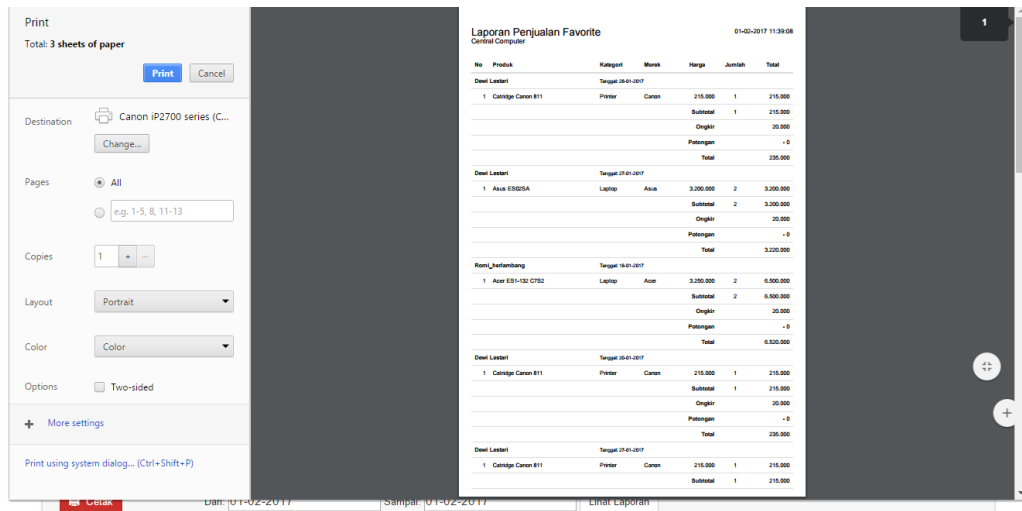 Print
Total: 3 sheets of paper
Print Cancel
Destination Canon iP2700 series (C...
Change...
Pages All
e.g. 1-5, 8, 11-13
Copies 1 + -
Layout Portrait
Color Color
Options Two-sided
+ More settings
Print using system dialog... (Ctrl+Shift+P)
1
Laporan Penjualan Favorite 01-02-2017 11:39:08
Central Computer
No Produk Kategori Merek Harga Jumlah Total
Dewi Lestari Tanggal: 28-01-2017
1 Catridge Canon 811 Printer Canon 215.000 1 215.000
Subtotal 1 215.000
Ongkir 20.000
Potongan - 0
Total 235.000
Dewi Lestari Tanggal: 27-01-2017
1 Asus ES025A Laptop Asus 3.200.000 2 3.200.000
Subtotal 2 3.200.000
Ongkir 20.000
Potongan - 0
Total 3.220.000
Romi_herlambang Tanggal: 16-01-2017
1 Acer ES1-132 C7S2 Laptop Acer 3.250.000 2 6.500.000
Subtotal 2 6.500.000
Ongkir 20.000
Potongan - 0
Total 6.520.000
Dewi Lestari Tanggal: 20-01-2017
1 Catridge Canon 811 Printer Canon 215.000 1 215.000
Subtotal 1 215.000
Ongkir 20.000
Potongan - 0
Total 235.000
Dewi Lestari Tanggal: 27-01-2017
1 Catridge Canon 811 Printer Canon 215.000 1 215.000
Subtotal 1 215.000
Cetak Dari: 01-02-2017 Sampai: 01-02-2017 Lihat Laporan